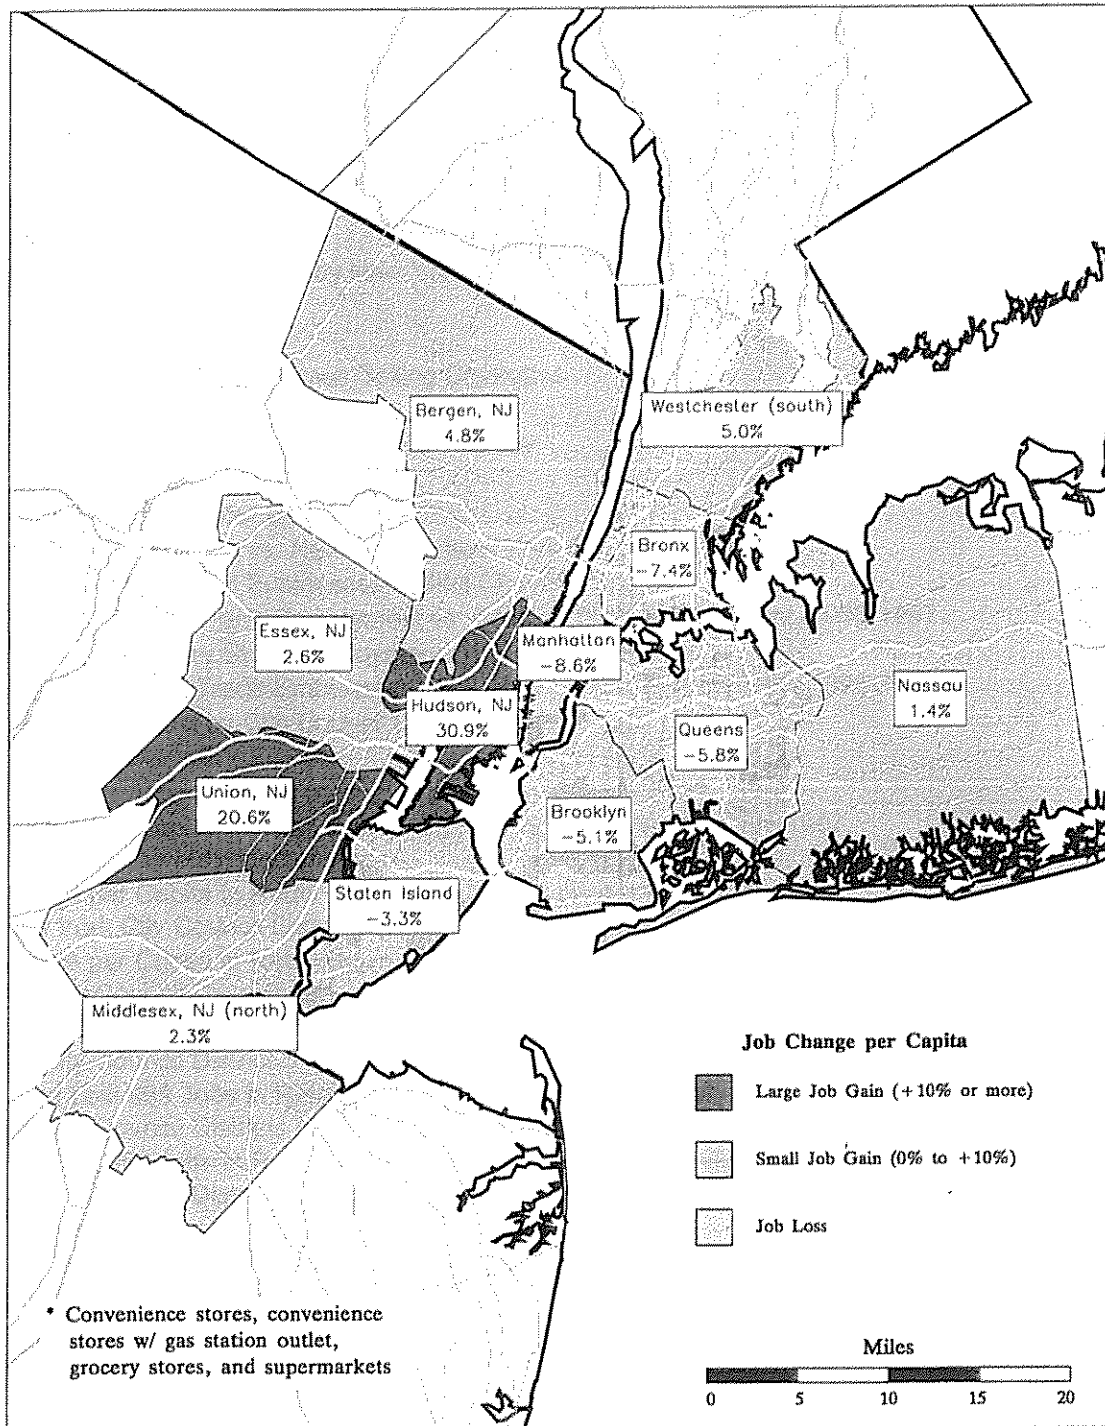 Bergen, NJ
4.8%
Westchester (south)
5.0%
Bronx
-7.4%
Essex, NJ
2.6%
Manhattan
-8.6%
Hudson, NJ
30.9%
Nassau
1.4%
Queens
-5.8%
Union, NJ
20.6%
Brooklyn
-5.1%
Staten Island
-3.3%
Middlesex, NJ (north)
2.3%
Job Change per Capita
Large Job Gain (+10% or more)
Small Job Gain (0% to +10%)
Job Loss
* Convenience stores, convenience
stores w/ gas station outlet,
grocery stores, and supermarkets
Miles
0 5 10 15 20